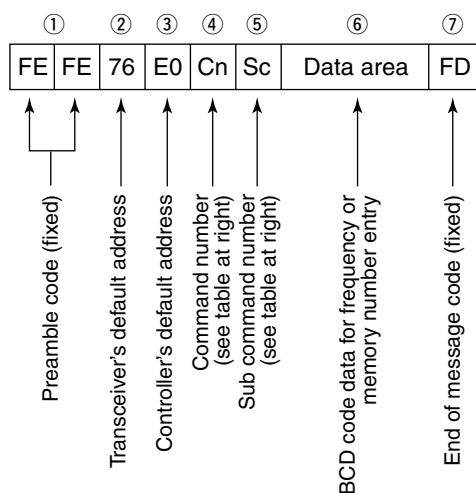 ① ② ③ ④ ⑤ ⑥ ⑦
FE FE 76 E0 Cn Sc Data area FD
Preamble code (fixed)
Transceiver's default address
Controller's default address
Command number
(see table at right)
Sub command number
(see table at right)
BCD code data for frequency or
memory number entry
End of message code (fixed)